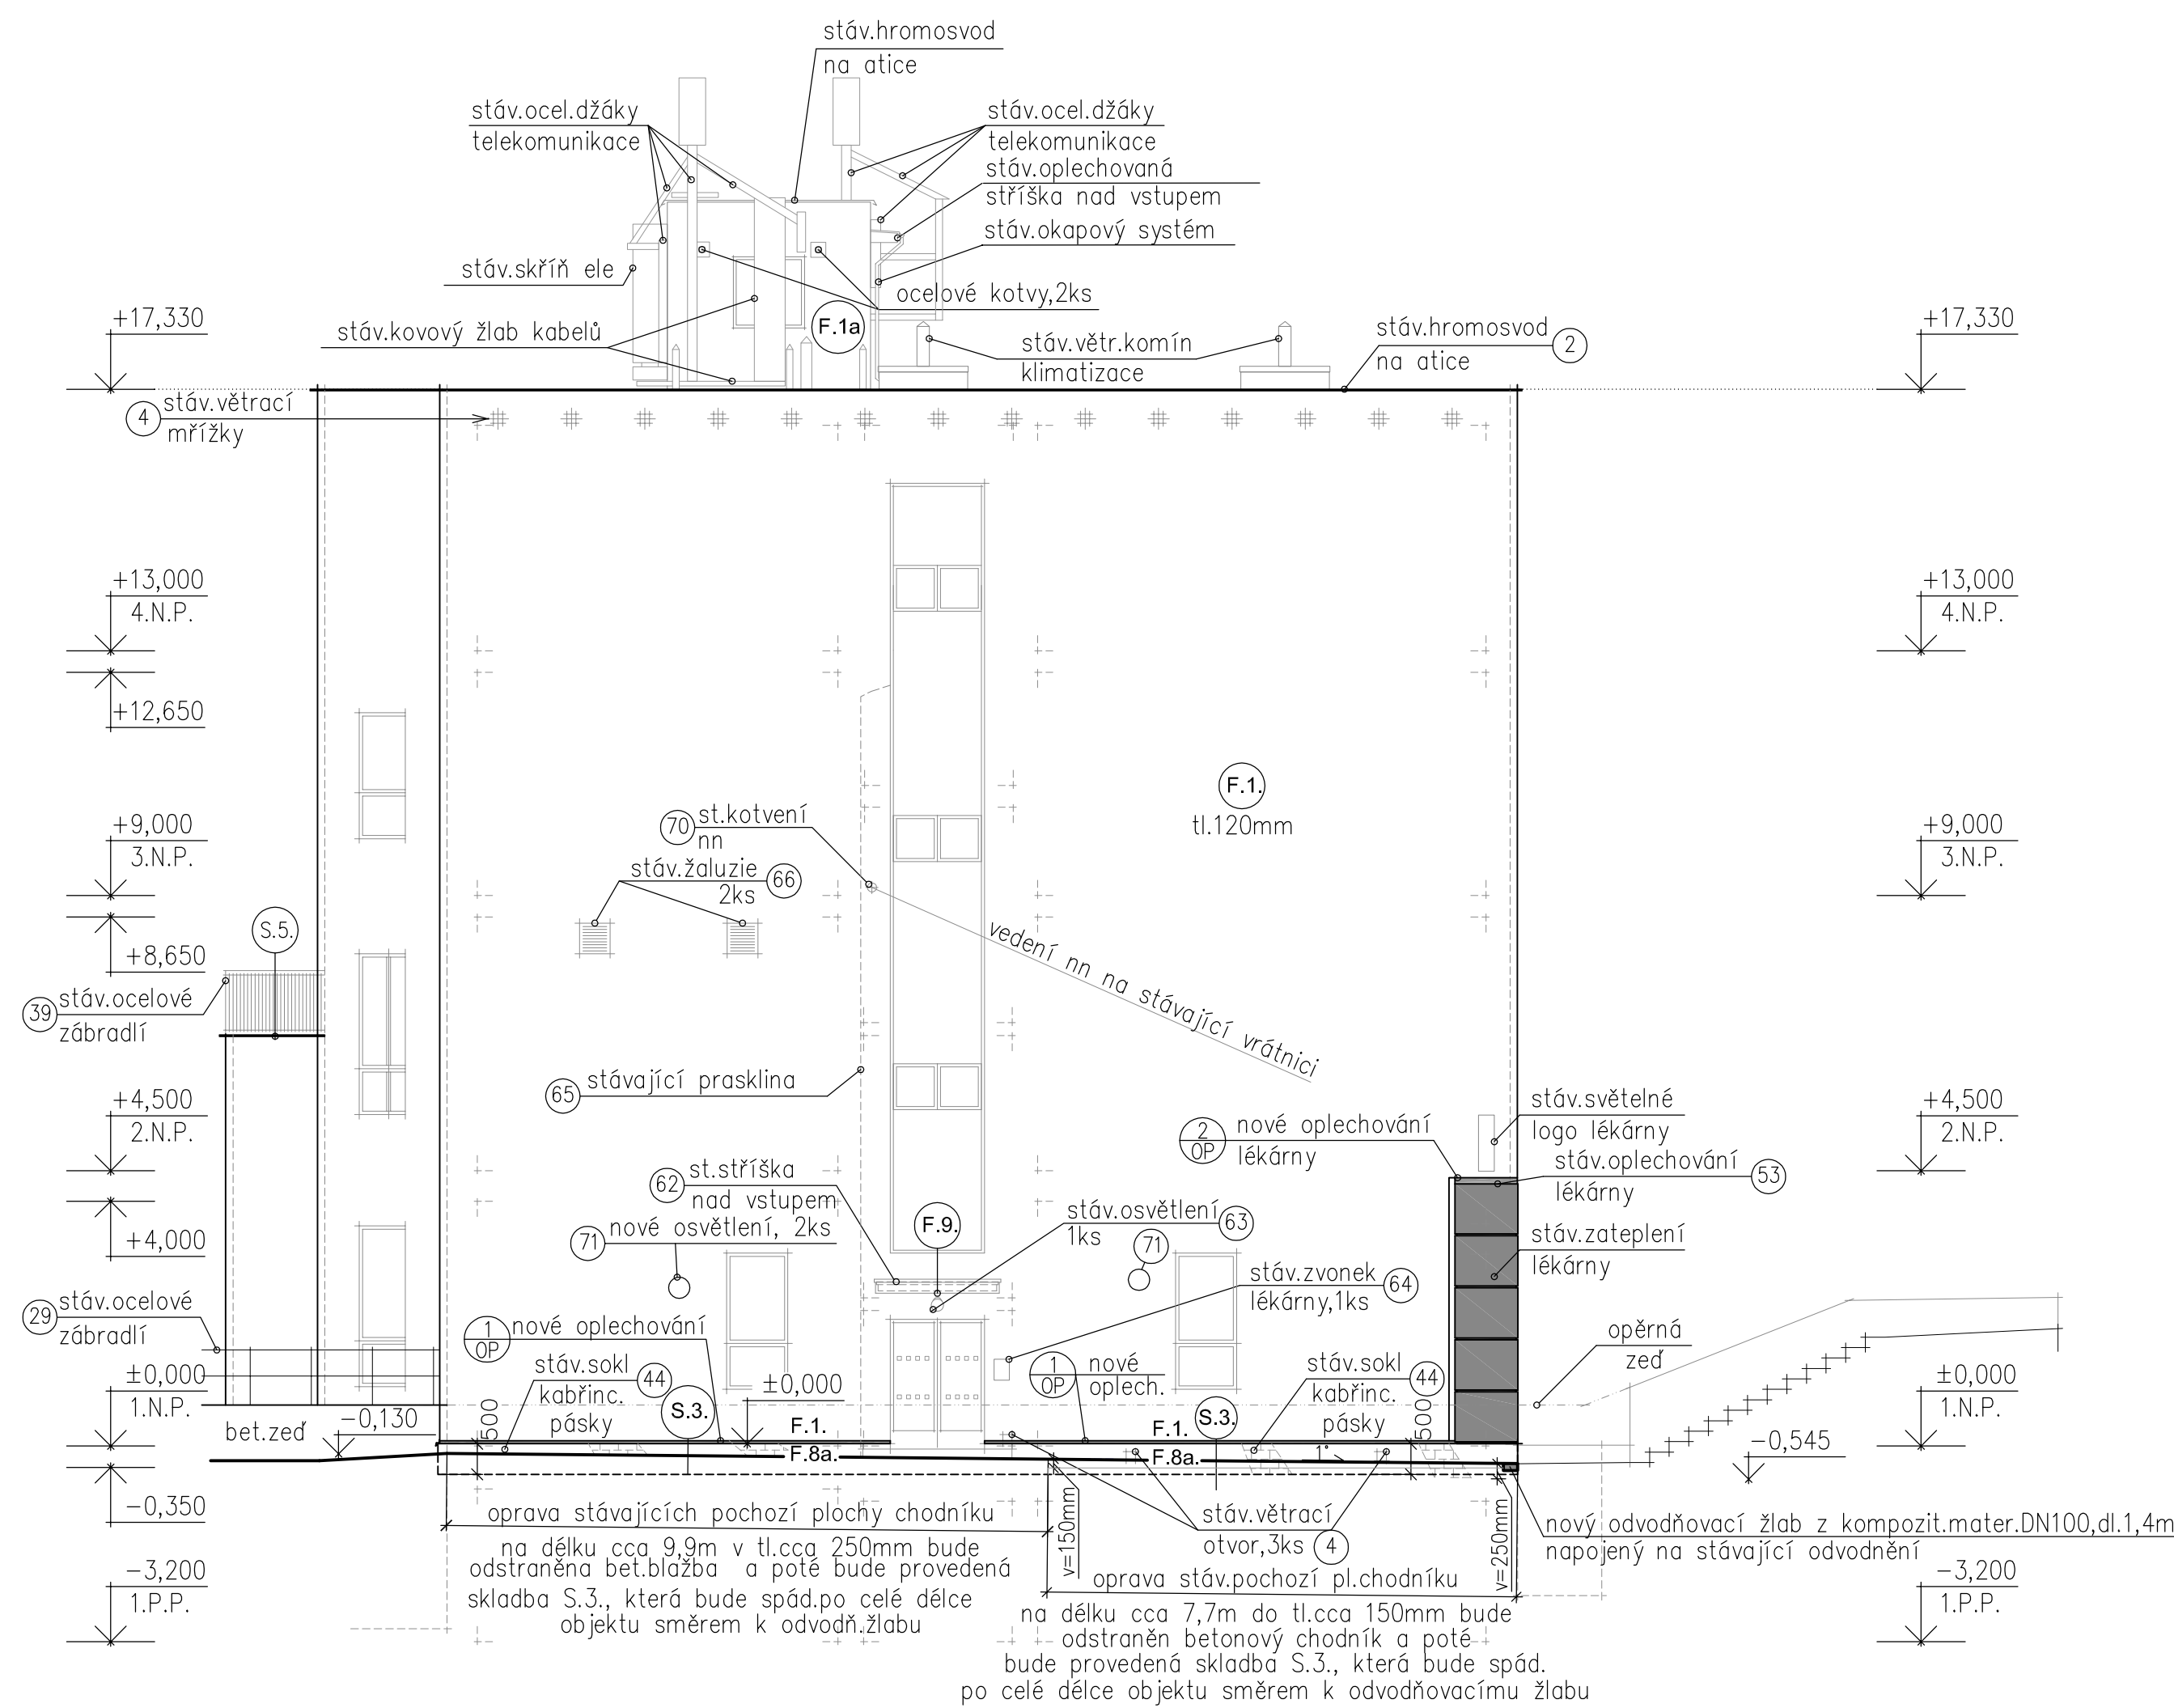 stáv.hromosvod
na atice
stáv.ocel.džáky
telekomunikace
stáv.ocel.džáky
telekomunikace
stáv.oplechovaná
stříška nad vstupem
stáv.okapový systém
stáv.skříň ele
ocelové kotvy,2ks
F.1a
stáv.kovový žlab kabelů
stáv.větr.komín
klimatizace
stáv.hromosvod
na atice
2
+17,330
+17,330
4
stáv.větrací
mřížky
+13,000
4.N.P.
+13,000
4.N.P.
+12,650
F.1.
tl.120mm
70
st.kotvení
nn
+9,000
3.N.P.
+9,000
3.N.P.
stáv.žaluzie
2ks
66
S.5.
vedení nn na stávající vrátnici
+8,650
39
stáv.ocelové
zábradlí
65
stávající prasklina
+4,500
2.N.P.
+4,500
2.N.P.
stáv.světelné
logo lékárny
2
OP
nové oplechování
lékárny
stáv.oplechování
lékárny
53
62
st.stříška
nad vstupem
F.9.
stáv.osvětlení
1ks
63
71
nové osvětlení, 2ks
71
stáv.zateplení
lékárny
+4,000
stáv.zvonek
lékárny,1ks
64
29
stáv.ocelové
zábradlí
1
OP
nové oplechování
opěrná
zeď
stáv.sokl
kabřinc.
pásky
44
1
OP
nové
oplech.
stáv.sokl
kabřinc.
pásky
44
±0,000
1.N.P.
±0,000
±0,000
1.N.P.
bet.zeď
-0,130
500
S.3.
F.1.
F.8a.
F.1.
F.8a.
S.3.
1°
500
-0,545
-0,350
oprava stávajících pochozí plochy chodníku
na délku cca 9,9m v tl.cca 250mm bude
odstraněna bet.blažba a poté bude provedená
skladba S.3., která bude spád.po celé délce
objektu směrem k odvodň.žlabu
v=150mm
stáv.větrací
otvor,3ks
4
v=250mm
nový odvodňovací žlab z kompozit.mater.DN100,dl.1,4m
napojený na stávající odvodnění
-3,200
1.P.P.
-3,200
1.P.P.
oprava stáv.pochozí pl.chodníku
na délku cca 7,7m do tl.cca 150mm bude
odstraněn betonový chodník a poté
bude provedená skladba S.3., která bude spád.
po celé délce objektu směrem k odvodňovacímu žlabu